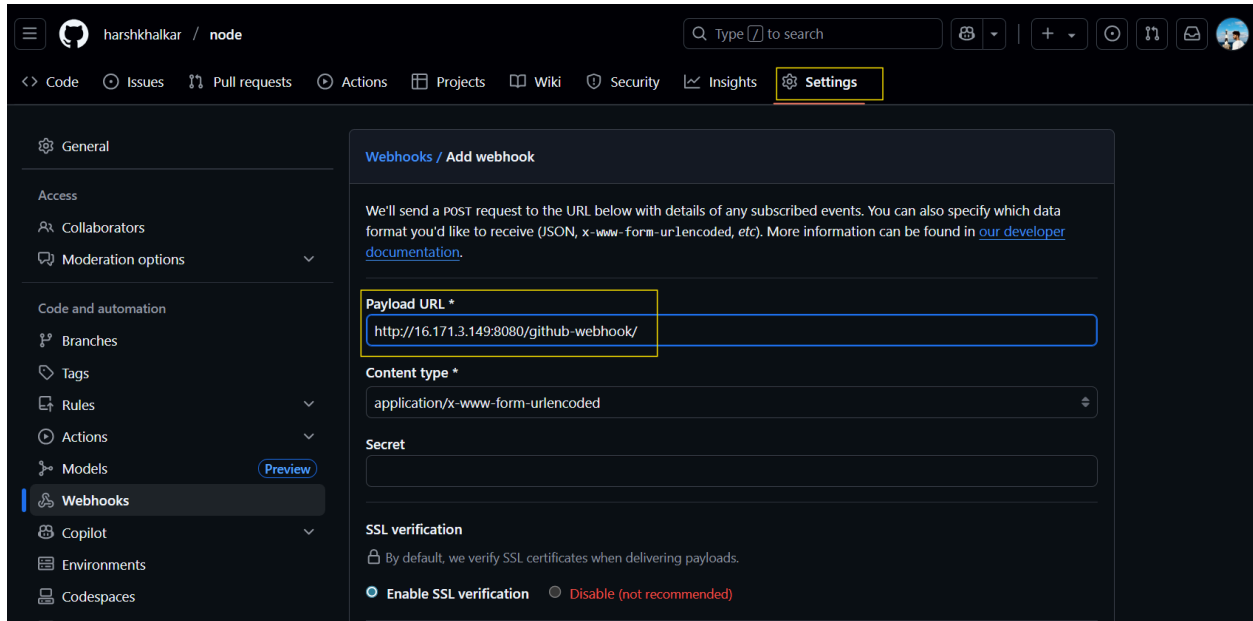 harshkhalkar / node
Type / to search
Code Issues Pull requests Actions Projects Wiki Security Insights Settings
General
Access
Collaborators
Moderation options
Code and automation
Branches
Tags
Rules
Actions
Models Preview
Webhooks
Copilot
Environments
Codespaces
Webhooks / Add webhook
We'll send a POST request to the URL below with details of any subscribed events. You can also specify which data
format you'd like to receive (JSON, x-www-form-urlencoded, etc). More information can be found in our developer
documentation.
Payload URL *
http://16.171.3.149:8080/github-webhook/
Content type *
application/x-www-form-urlencoded
Secret
SSL verification
By default, we verify SSL certificates when delivering payloads.
Enable SSL verification Disable (not recommended)